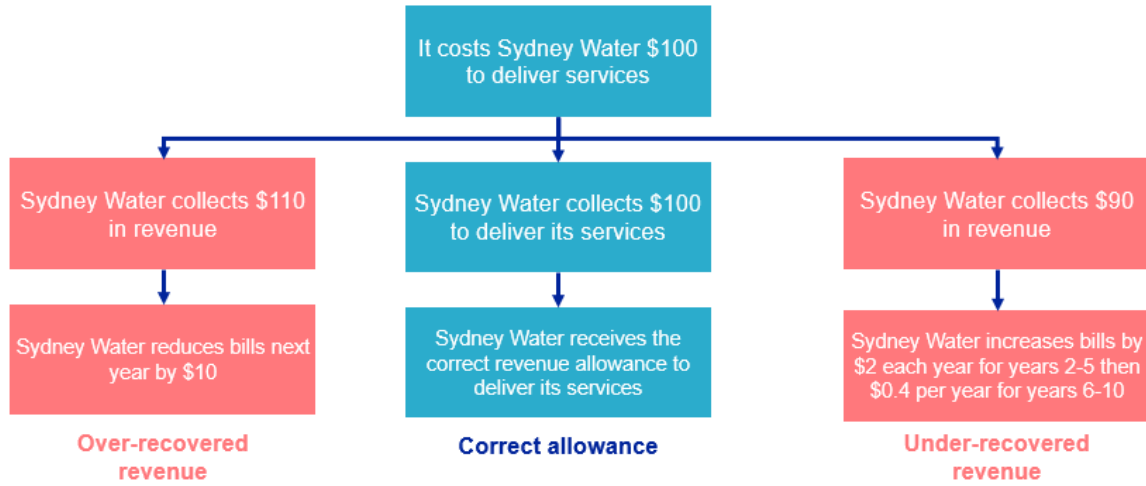 It costs Sydney Water $100
to deliver services
Sydney Water collects $110
in revenue
Sydney Water collects $100
to deliver its services
Sydney Water collects $90
in revenue
Sydney Water reduces bills next
year by $10
Sydney Water receives the
correct revenue allowance to
deliver its services
Sydney Water increases bills by
$2 each year for years 2-5 then
$0.4 per year for years 6-10
Over-recovered
revenue
Correct allowance
Under-recovered
revenue